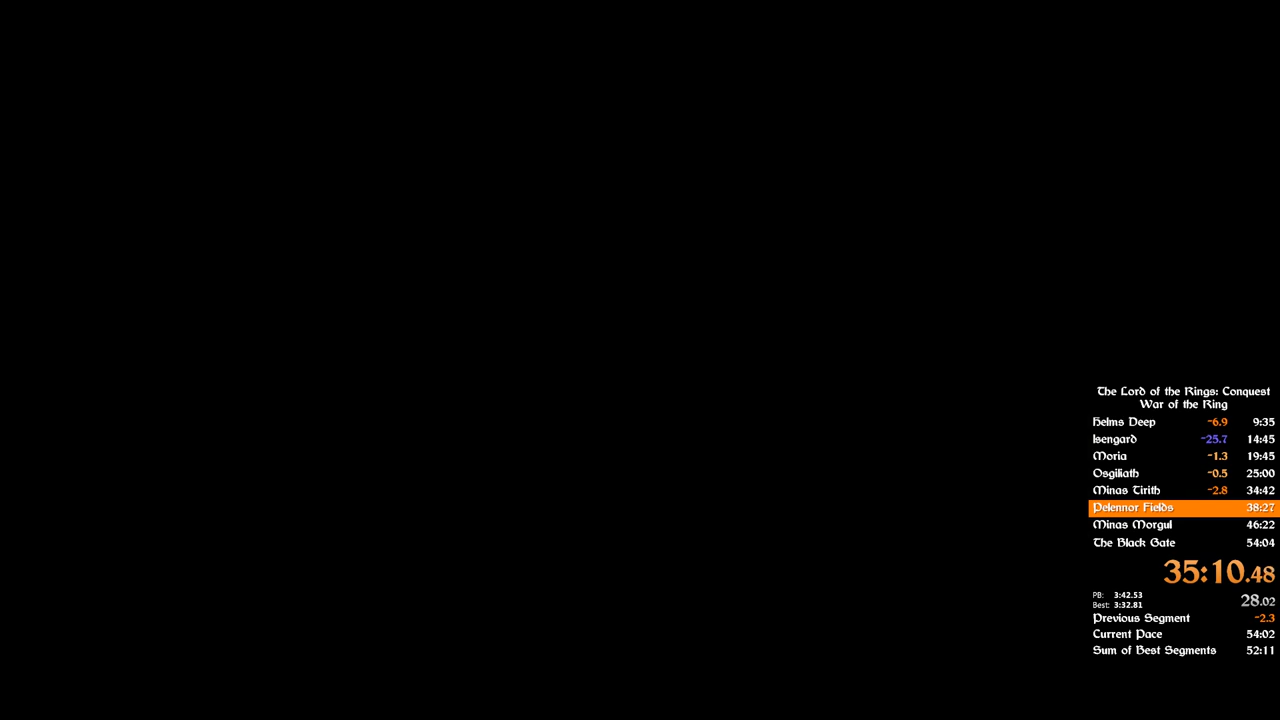 The Lord of the Rings: Conquest
War of the Ring
Helms Deep -6.9 9:35
Isengard -25.7 14:45
Moria -1.3 19:45
Osgiliath -0.5 25:00
Minas Tirith -2.8 34:42
Pelennor Fields 38:27
Minas Morgul 46:22
The Black Gate 54:04
35:10.48
PB: 3:42.53
Best: 3:32.81
28.02
Previous Segment -2.3
Current Pace 54:02
Sum of Best Segments 52:11